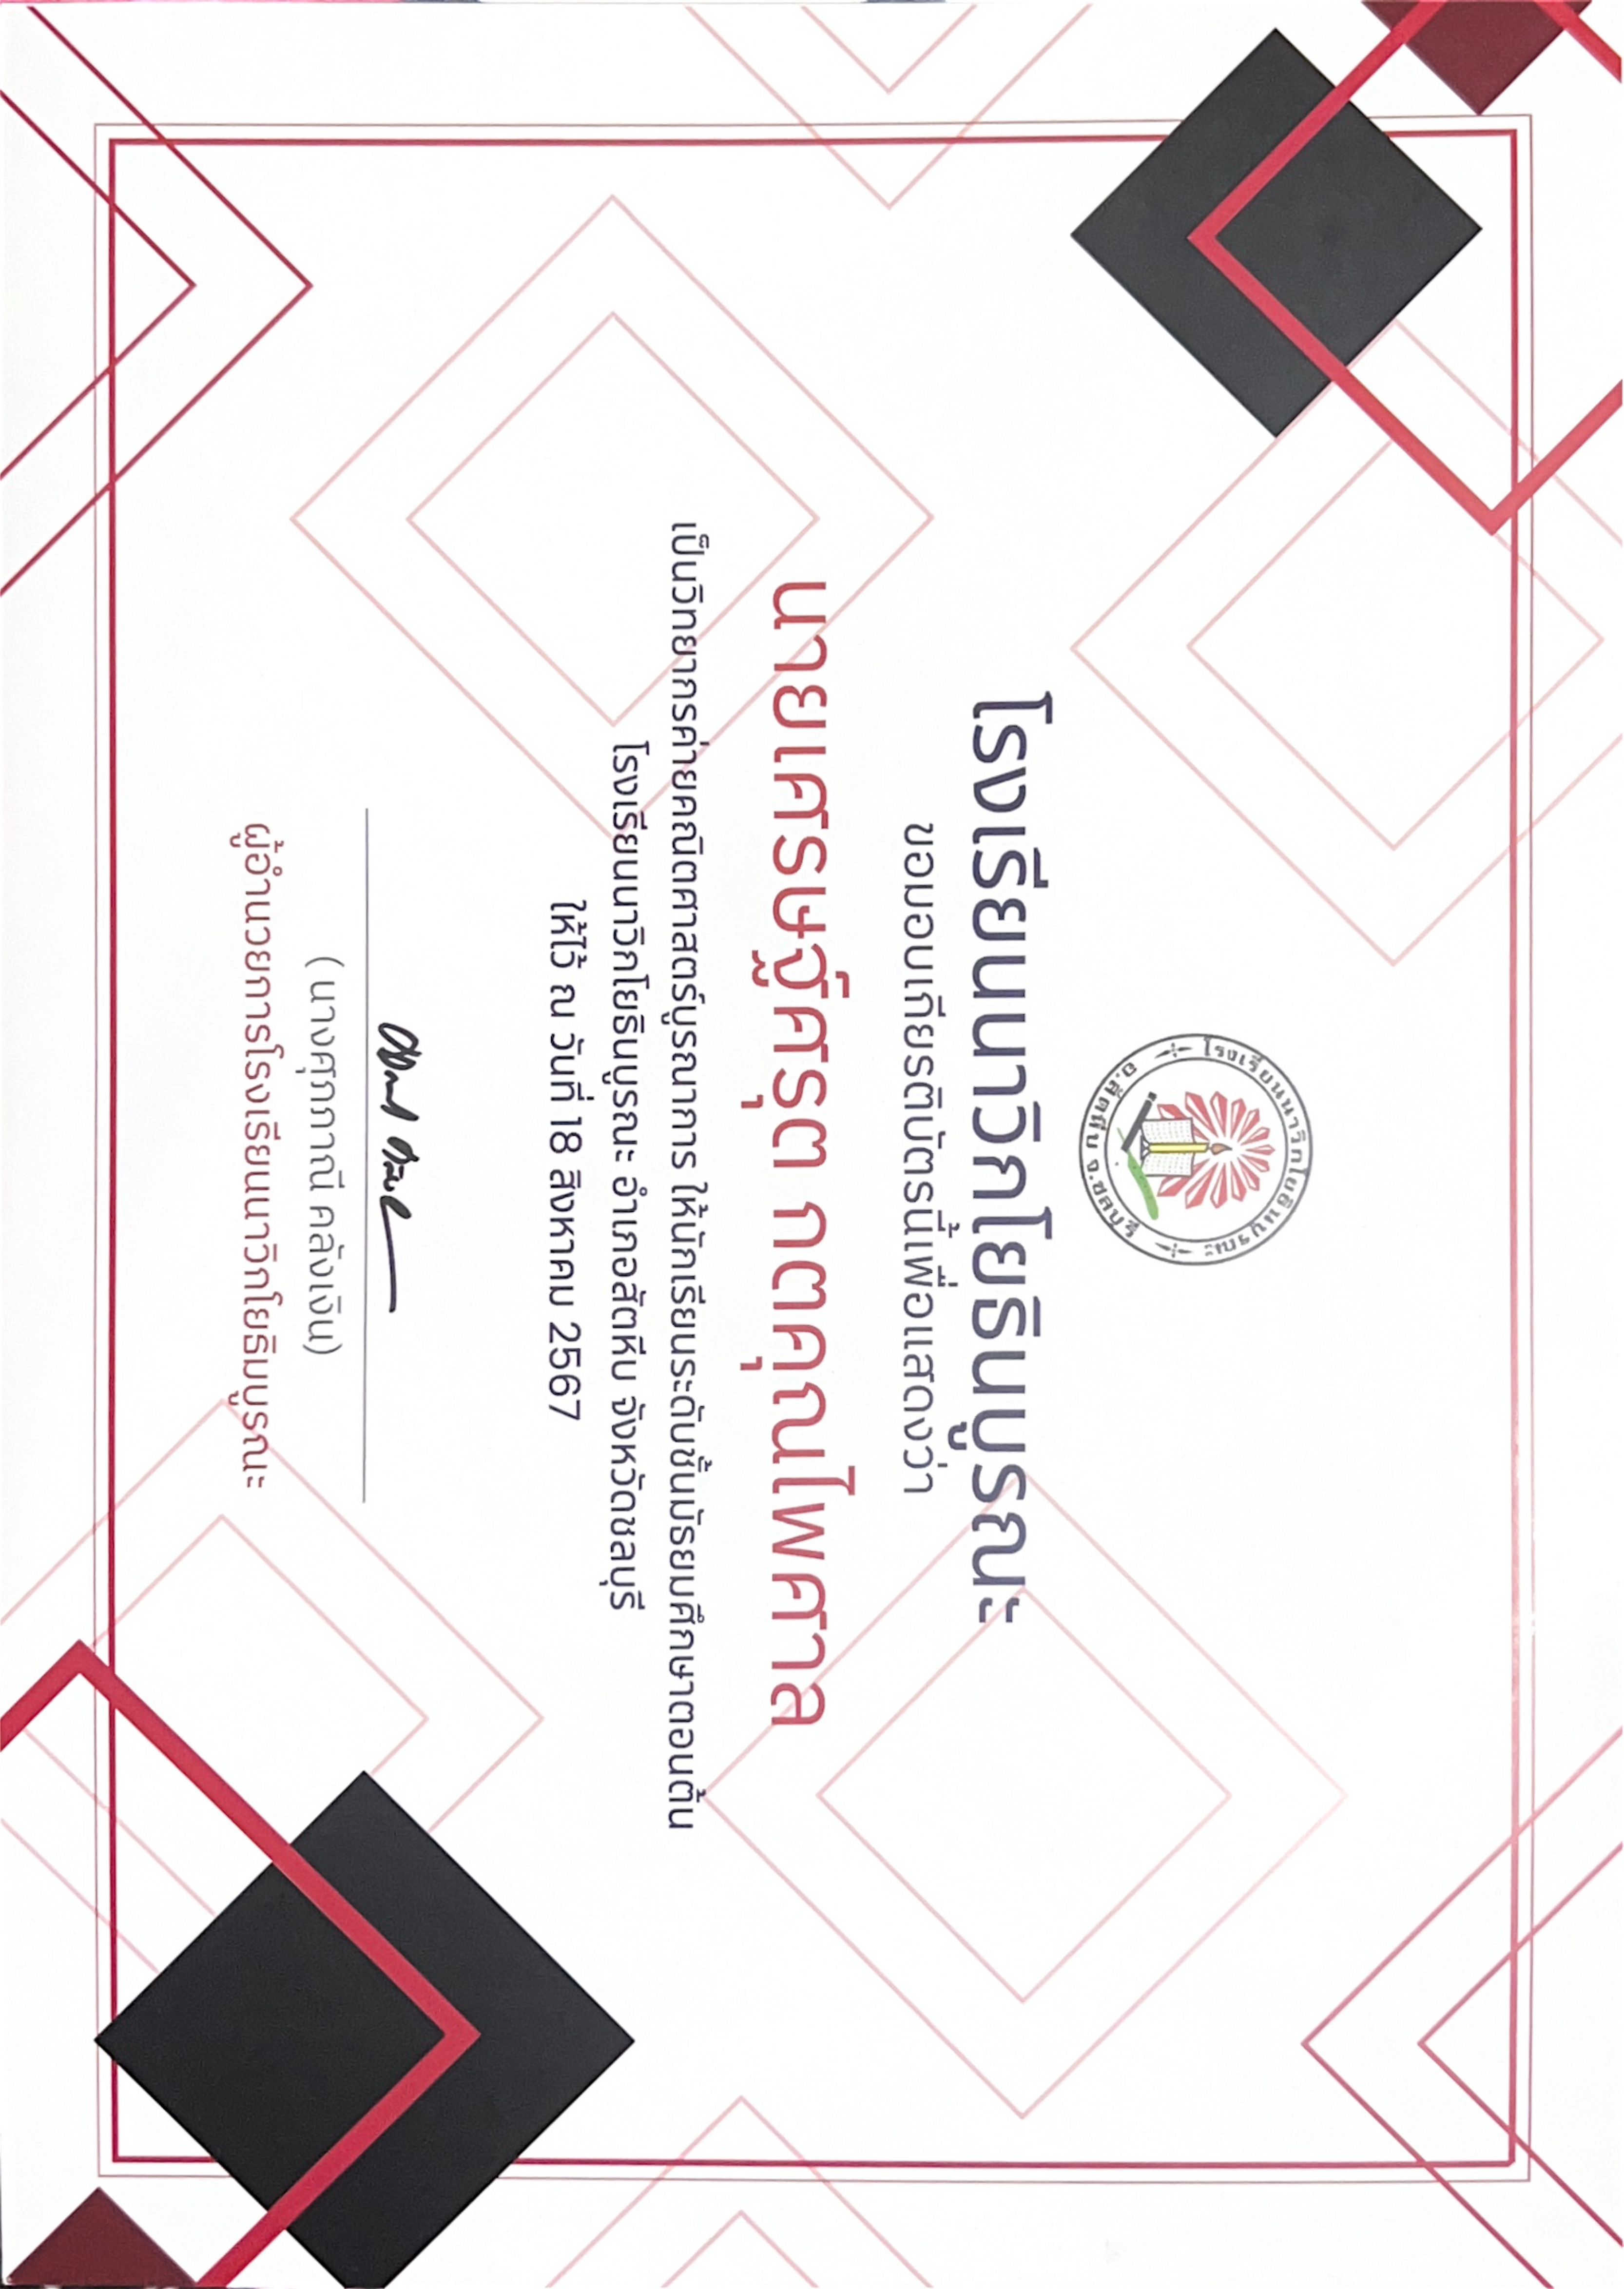 โรงเรียนนาวิกโยธินบูรณะ
อ.สัตหีบ จ.ชลบุรี
โรงเรียนนาวิกโยธินบูรณะ
ขอมอบเกียรติบัตรนี้เพื่อแสดงว่า
นายเศรษฐ์ศรุต กตคุณไพศาล
เป็นวิทยากรค่ายคณิตศาสตร์บูรณาการ ให้นักเรียนระดับชั้นมัธยมศึกษาตอนต้น
โรงเรียนนาวิกโยธินบูรณะ อำเภอสัตหีบ จังหวัดชลบุรี
ให้ไว้ ณ วันที่ 18 สิงหาคม 2567
( นางศุภภาณี คลังเงิน)
ผู้อำนวยการโรงเรียนนาวิกโยธิมบูรณะ